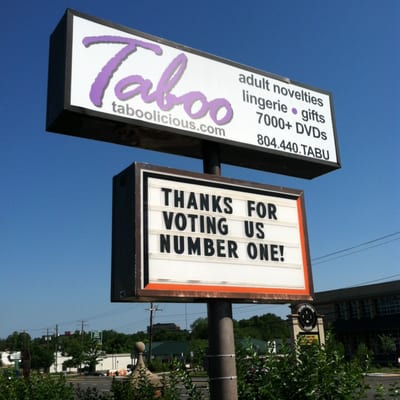 Taboo
taboolicious.com
adult novelties
lingerie • gifts
7000+ DVDs
804.440.TABU
THANKS FOR
VOTING US
NUMBER ONE!